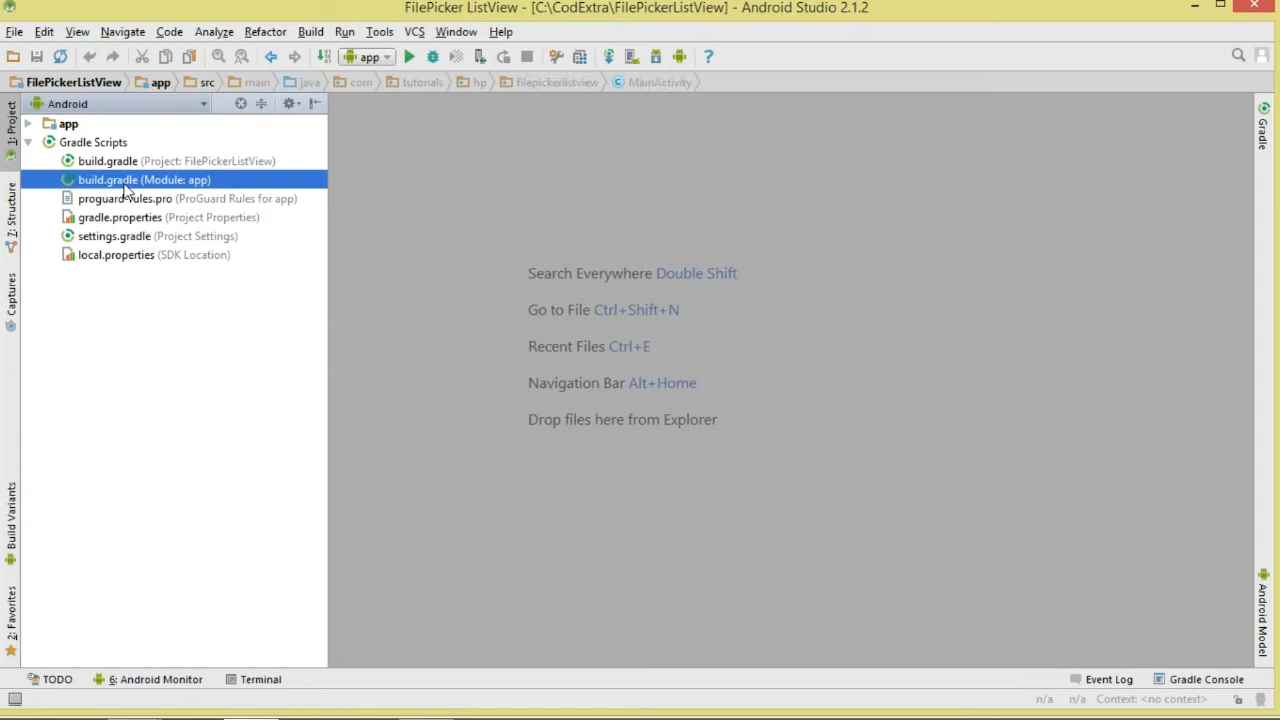 FilePicker ListView - [C:\CodExtra\FilePickerListView] - Android Studio 2.1.2
File Edit View Navigate Code Analyze Refactor Build Run Tools VCS Window Help
app
FilePickerListView app src main java com tutorials hp filepickerlistview MainActivity
Android
1: Project
app
Gradle Scripts
build.gradle (Project: FilePickerListView)
build.gradle (Module: app)
proguard-rules.pro (ProGuard Rules for app)
gradle.properties (Project Properties)
settings.gradle (Project Settings)
local.properties (SDK Location)
Z: Structure
Captures
Build Variants
2: Favorites
Search Everywhere Double Shift
Go to File Ctrl+Shift+N
Recent Files Ctrl+E
Navigation Bar Alt+Home
Drop files here from Explorer
Gradle
Android Model
TODO 6: Android Monitor Terminal Event Log Gradle Console
n/a n/a Context: <no context>